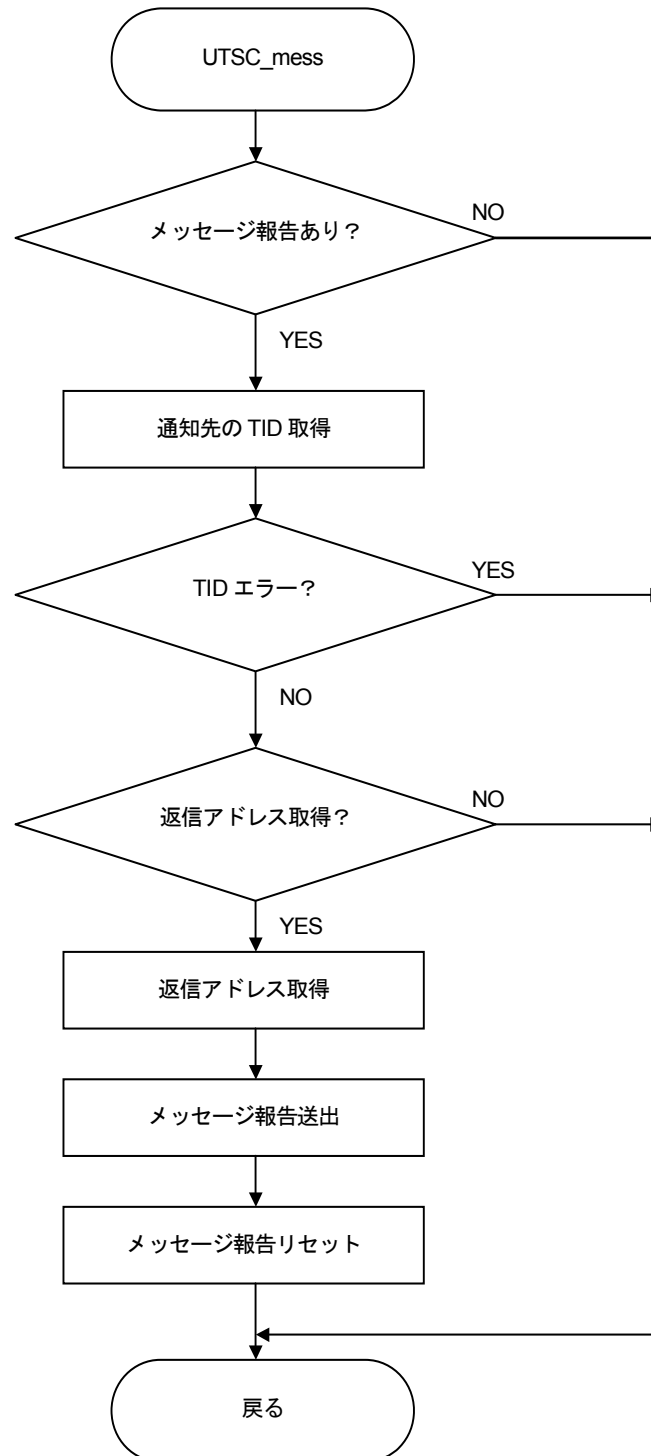 UTSC_mess
メッセージ報告あり？
NO
YES
通知先の TID 取得
TID エラー？
YES
NO
返信アドレス取得？
NO
YES
返信アドレス取得
メッセージ報告送出
メッセージ報告リセット
戻る